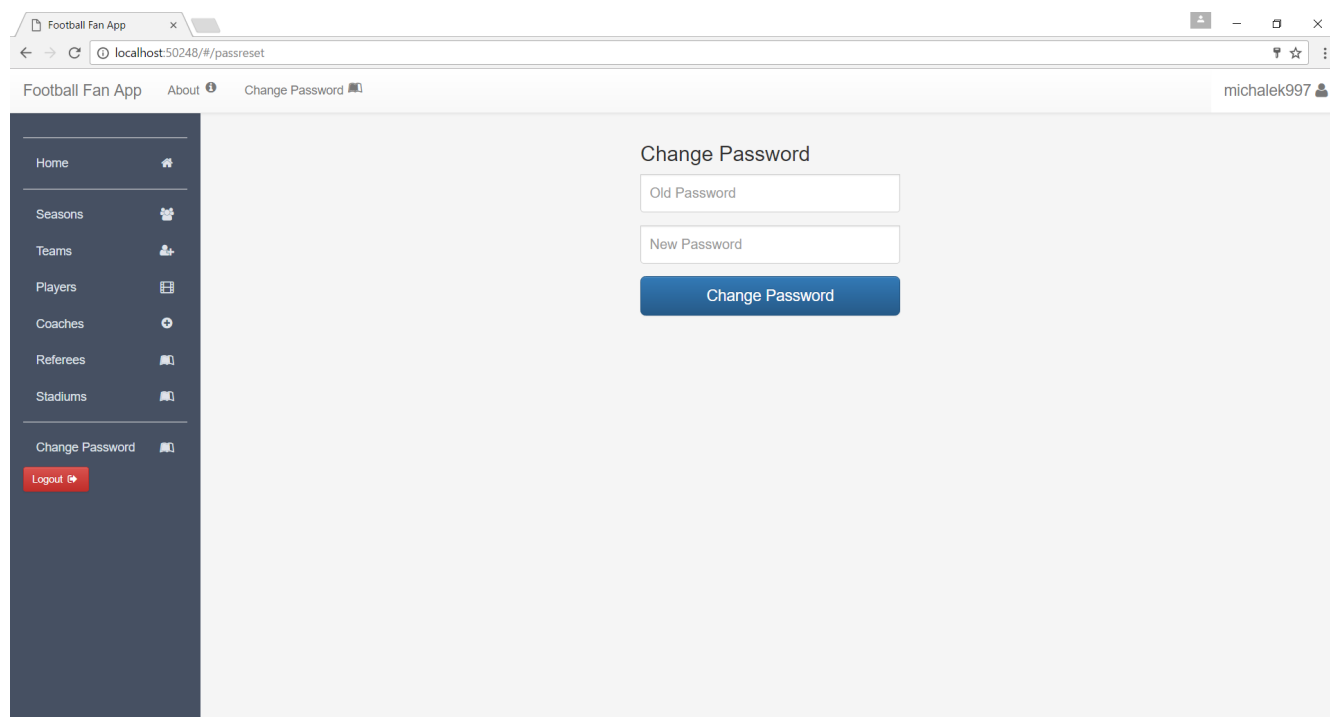 Football Fan App
localhost:50248/#/passreset
Football Fan App About Change Password michalek997
Home
Seasons
Teams
Players
Coaches
Referees
Stadiums
Change Password
Logout
Change Password
Old Password
New Password
Change Password